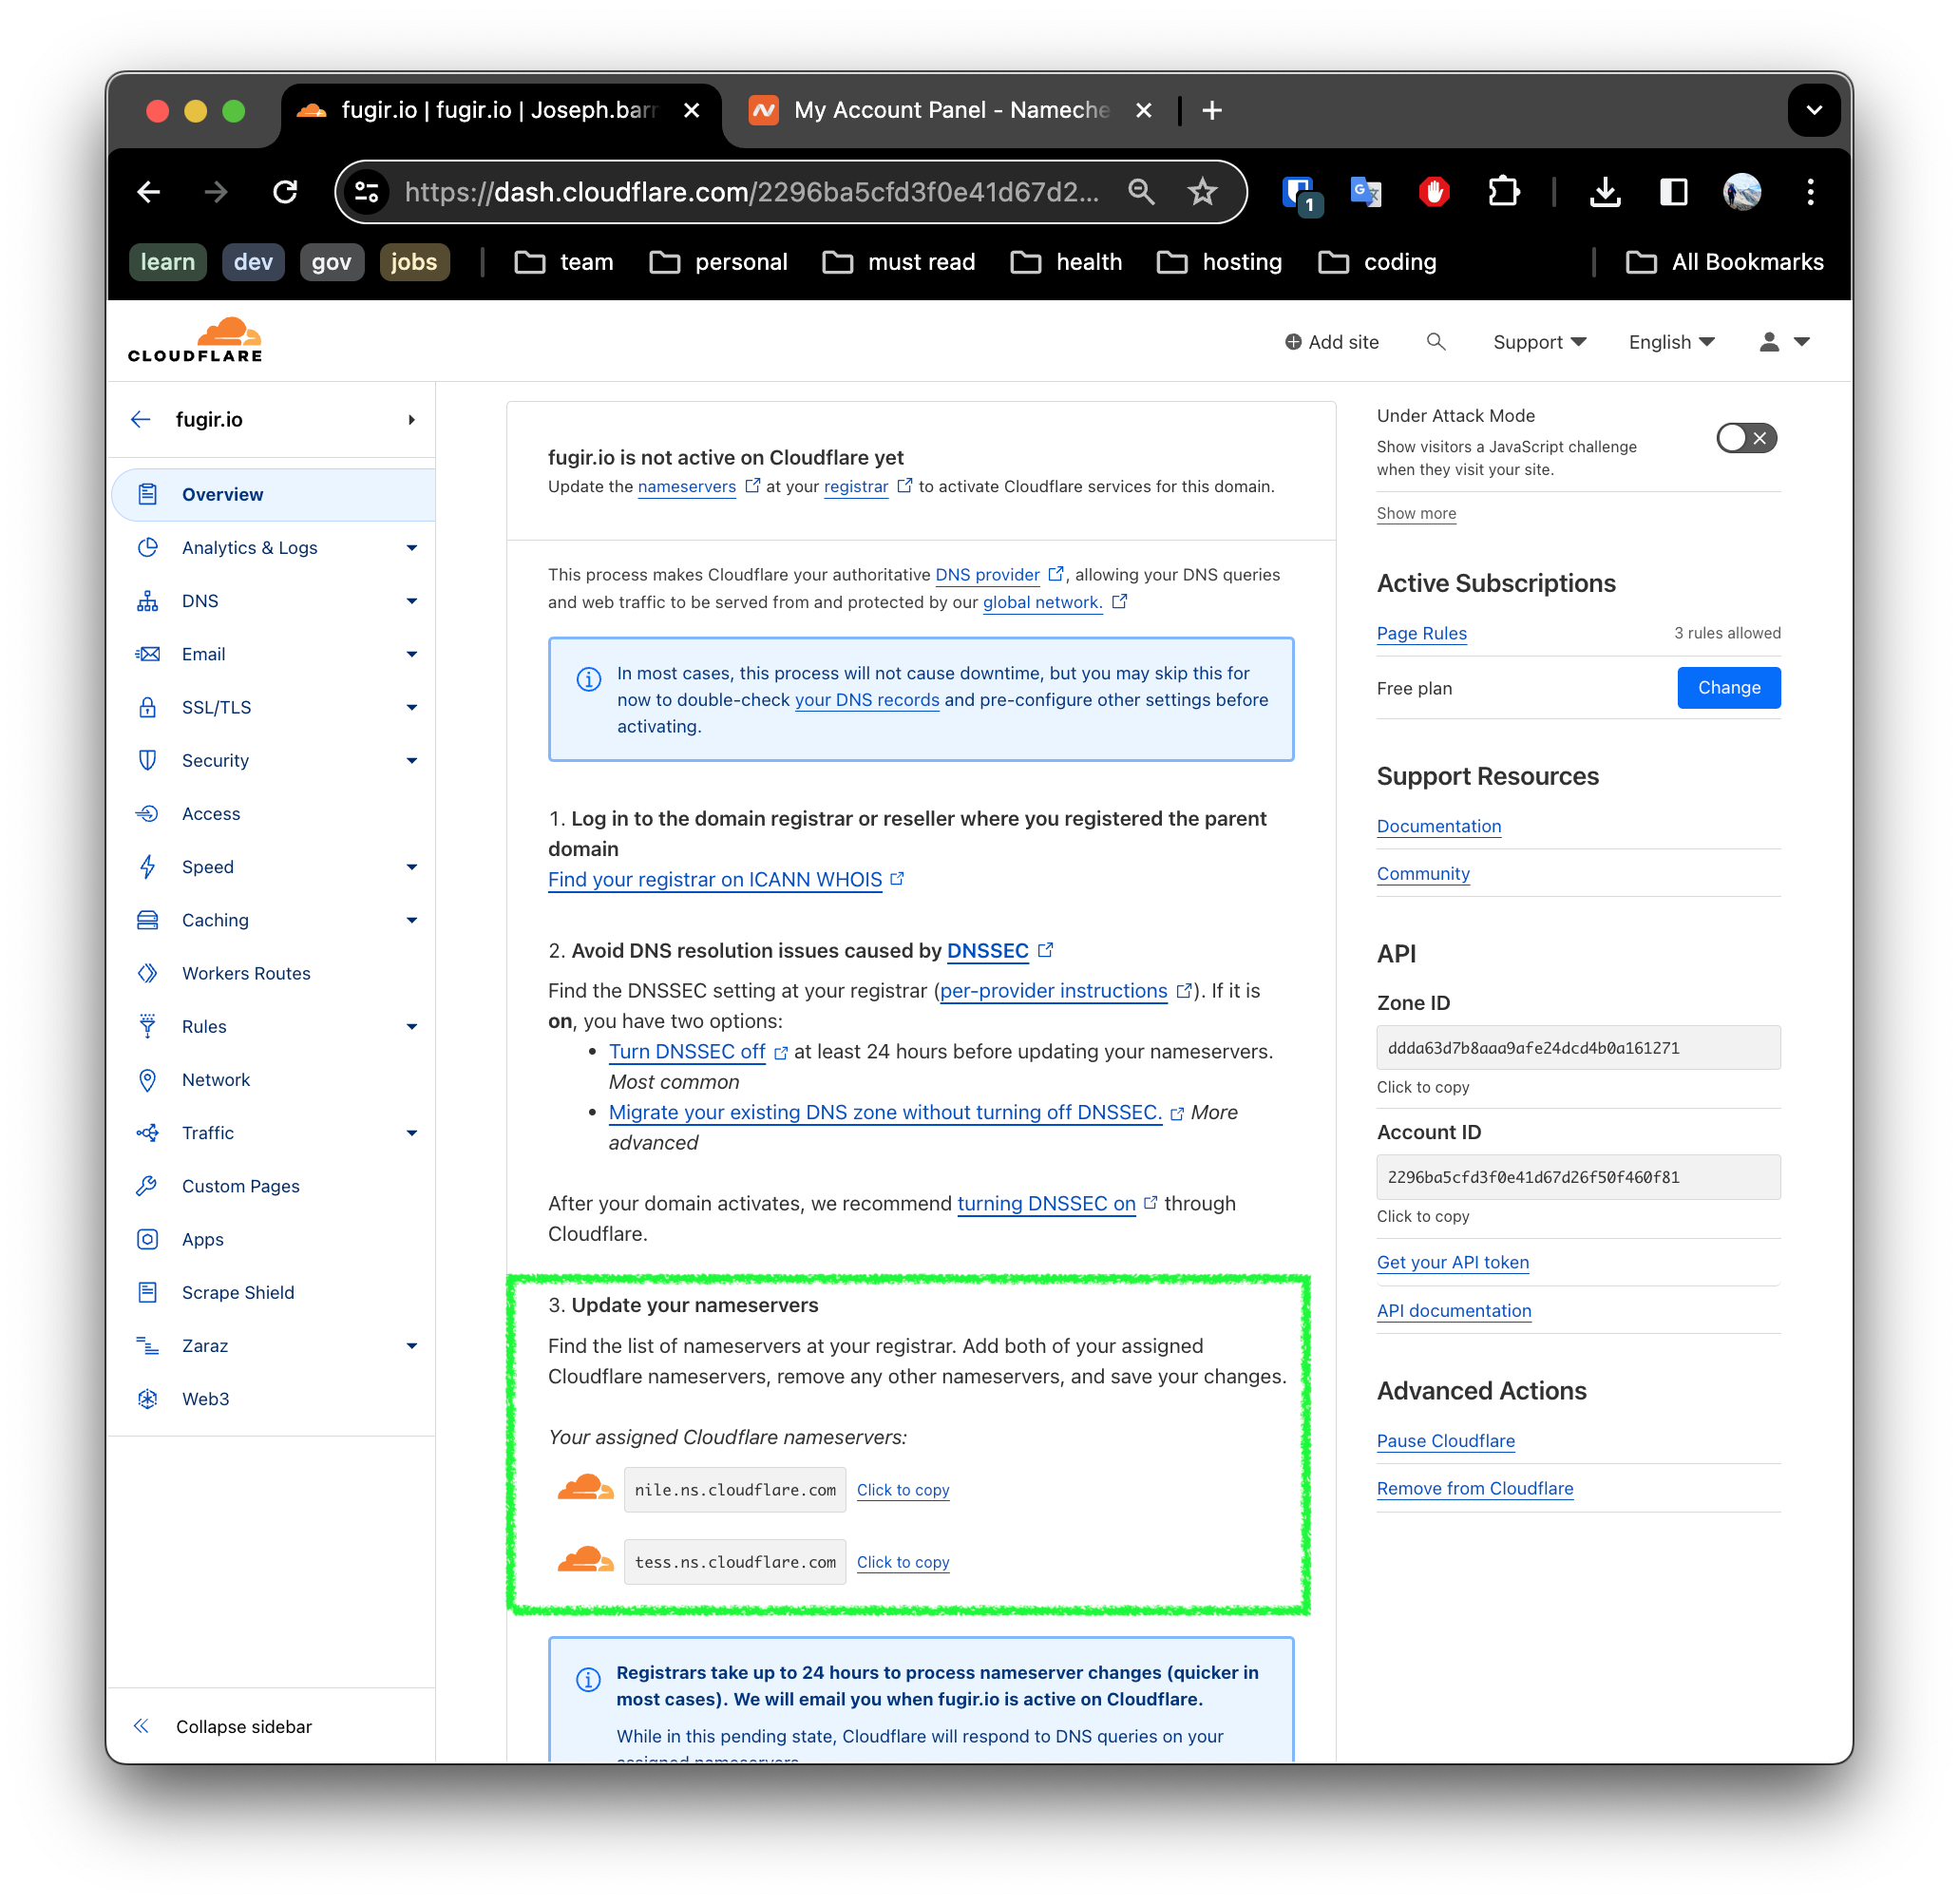 fugir.io | fugir.io | Joseph.barr
My Account Panel - Nameche
https://dash.cloudflare.com/2296ba5cfd3f0e41d67d2...
1
learn dev gov jobs team personal must read health hosting coding All Bookmarks
CLOUDFLARE
Add site
Support
English
fugir.io
Overview
Analytics & Logs
DNS
Email
SSL/TLS
Security
Access
Speed
Caching
Workers Routes
Rules
Network
Traffic
Custom Pages
Apps
Scrape Shield
Zaraz
Web3
Collapse sidebar
fugir.io is not active on Cloudflare yet
Update the nameservers at your registrar to activate Cloudflare services for this domain.
This process makes Cloudflare your authoritative DNS provider, allowing your DNS queries
and web traffic to be served from and protected by our global network.
In most cases, this process will not cause downtime, but you may skip this for
now to double-check your DNS records and pre-configure other settings before
activating.
1. Log in to the domain registrar or reseller where you registered the parent
domain
Find your registrar on ICANN WHOIS
2. Avoid DNS resolution issues caused by DNSSEC
Find the DNSSEC setting at your registrar (per-provider instructions). If it is
on, you have two options:
• Turn DNSSEC off at least 24 hours before updating your nameservers.
Most common
• Migrate your existing DNS zone without turning off DNSSEC. More
advanced
After your domain activates, we recommend turning DNSSEC on through
Cloudflare.
3. Update your nameservers
Find the list of nameservers at your registrar. Add both of your assigned
Cloudflare nameservers, remove any other nameservers, and save your changes.
Your assigned Cloudflare nameservers:
nile.ns.cloudflare.com Click to copy
tess.ns.cloudflare.com Click to copy
Registrars take up to 24 hours to process nameserver changes (quicker in
most cases). We will email you when fugir.io is active on Cloudflare.
While in this pending state, Cloudflare will respond to DNS queries on your
assigned nameservers.
Under Attack Mode
Show visitors a JavaScript challenge
when they visit your site.
Show more
Active Subscriptions
Page Rules 3 rules allowed
Free plan Change
Support Resources
Documentation
Community
API
Zone ID
ddda63d7b8aaa9afe24dcd4b0a161271
Click to copy
Account ID
2296ba5cfd3f0e41d67d26f50f460f81
Click to copy
Get your API token
API documentation
Advanced Actions
Pause Cloudflare
Remove from Cloudflare